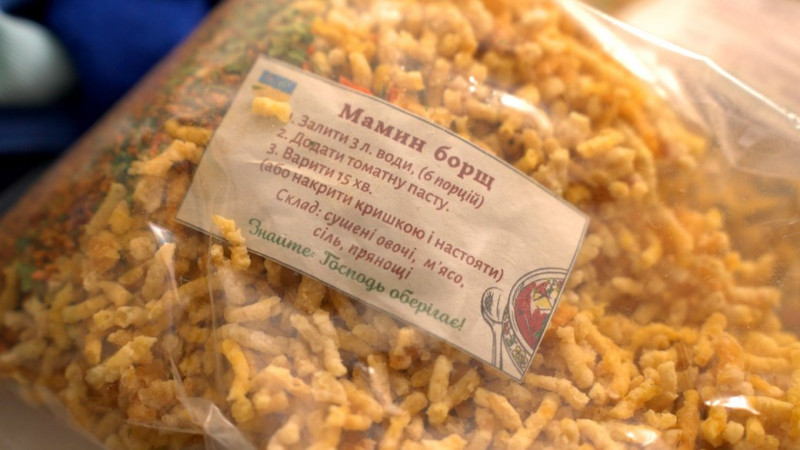 Мамин борщ
1. Залити 3 л. води, (6 порцій)
2. Додати томатну пасту.
3. Варити 15 хв.
(або накрити кришкою і настояти)
Склад: сушені овочі, м'ясо,
сіль, прянощі
Знайте: Господь оберігає!